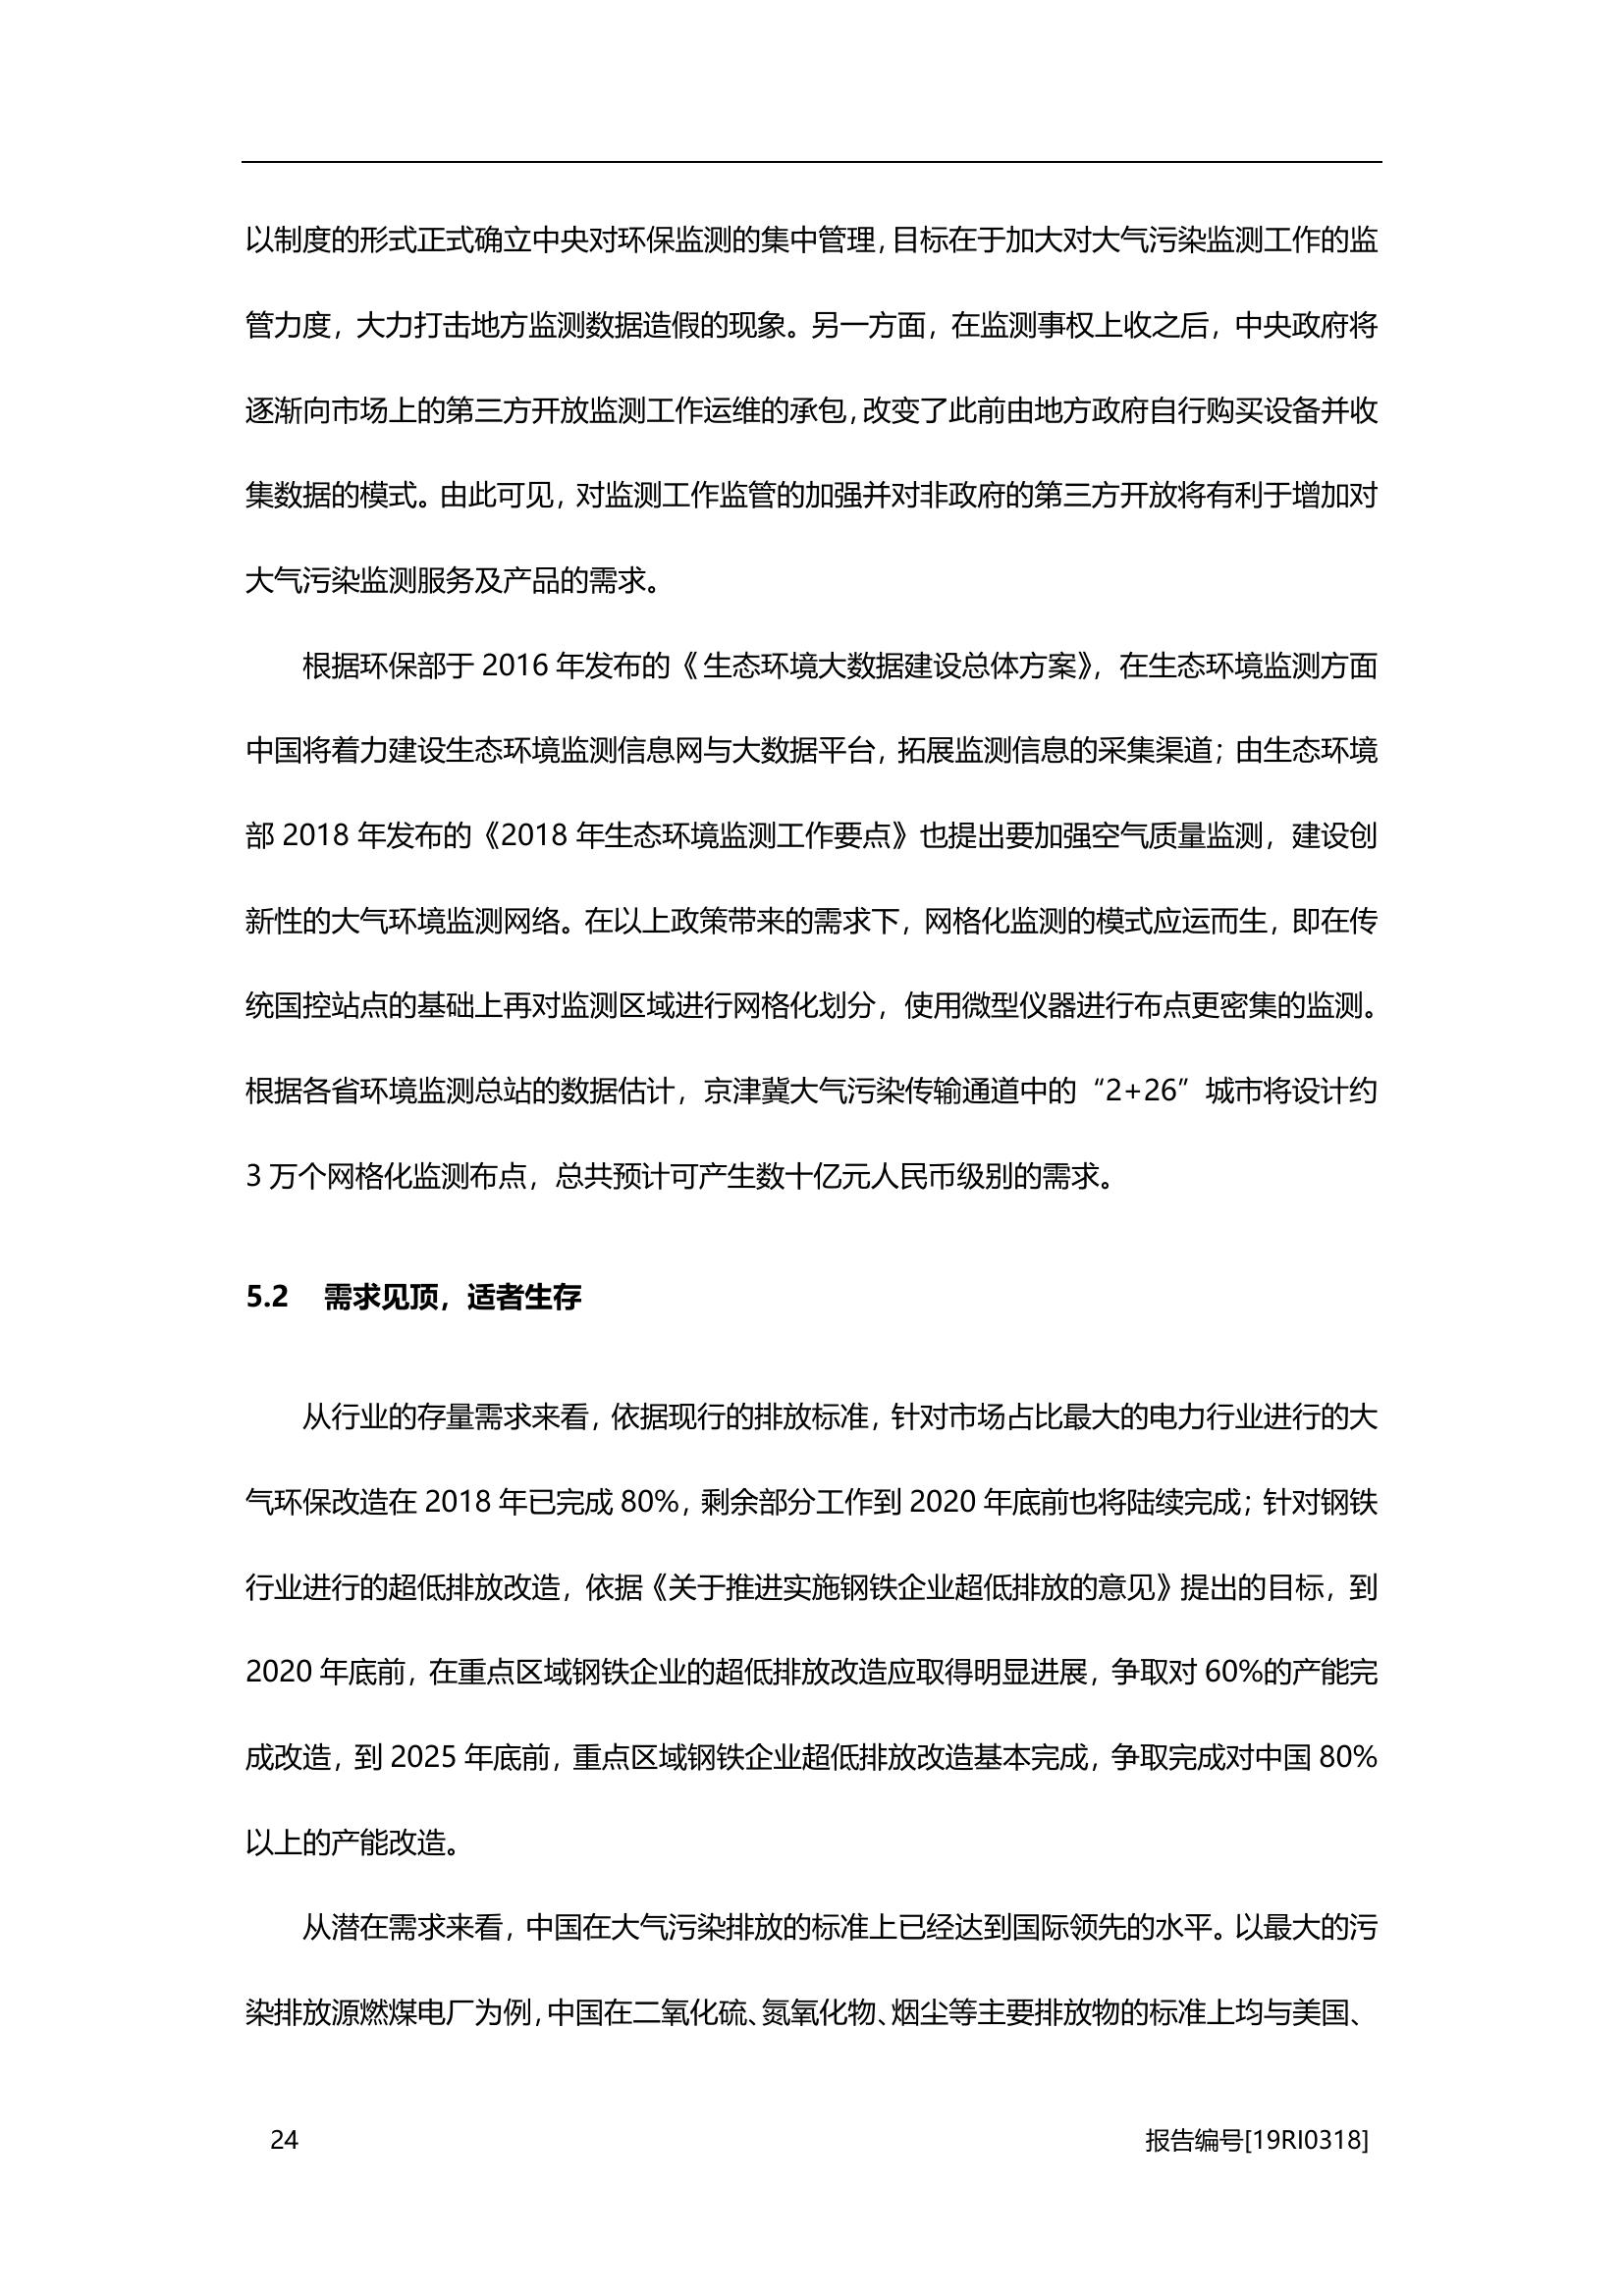 以制度的形式正式确立中央对环保监测的集中管理，目标在于加大对大气污染监测工作的监
管力度，大力打击地方监测数据造假的现象。另一方面，在监测事权上收之后，中央政府将
逐渐向市场上的第三方开放监测工作运维的承包，改变了此前由地方政府自行购买设备并收
集数据的模式。由此可见，对监测工作监管的加强并对非政府的第三方开放将有利于增加对
大气污染监测服务及产品的需求。
根据环保部于 2016 年发布的《生态环境大数据建设总体方案》，在生态环境监测方面
中国将着力建设生态环境监测信息网与大数据平台，拓展监测信息的采集渠道；由生态环境
部 2018 年发布的《2018 年生态环境监测工作要点》也提出要加强空气质量监测，建设创
新性的大气环境监测网络。在以上政策带来的需求下，网格化监测的模式应运而生，即在传
统国控站点的基础上再对监测区域进行网格化划分，使用微型仪器进行布点更密集的监测。
根据各省环境监测总站的数据估计，京津冀大气污染传输通道中的“2+26”城市将设计约
3 万个网格化监测布点，总共预计可产生数十亿元人民币级别的需求。
5.2 需求见顶，适者生存
从行业的存量需求来看，依据现行的排放标准，针对市场占比最大的电力行业进行的大
气环保改造在 2018 年已完成 80%，剩余部分工作到 2020 年底前也将陆续完成；针对钢铁
行业进行的超低排放改造，依据《关于推进实施钢铁企业超低排放的意见》提出的目标，到
2020 年底前，在重点区域钢铁企业的超低排放改造应取得明显进展，争取对 60%的产能完
成改造，到 2025 年底前，重点区域钢铁企业超低排放改造基本完成，争取完成对中国 80%
以上的产能改造。
从潜在需求来看，中国在大气污染排放的标准上已经达到国际领先的水平。以最大的污
染排放源燃煤电厂为例，中国在二氧化硫、氮氧化物、烟尘等主要排放物的标准上均与美国、
24 报告编号[19RI0318]